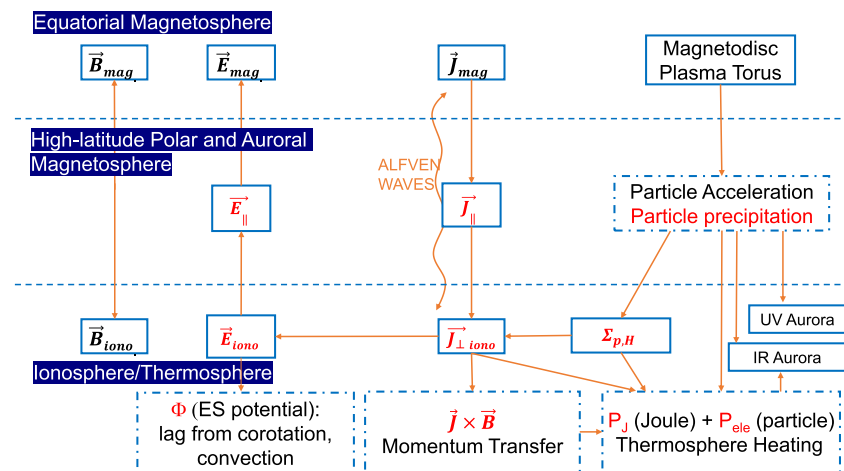 Equatorial Magnetosphere
B⃗mag.
E⃗mag.
J⃗mag
Magnetodisc
Plasma Torus
High-latitude Polar and Auroral
Magnetosphere
ALFVEN
WAVES
E⃗∥
J⃗∥
Particle Acceleration
Particle precipitation
B⃗iono.
E⃗iono
J⃗⊥ iono
Σp,H
UV Aurora
IR Aurora
Ionosphere/Thermosphere
Φ (ES potential):
lag from corotation,
convection
J⃗ × B⃗
Momentum Transfer
PJ (Joule) + Pele (particle)
Thermosphere Heating